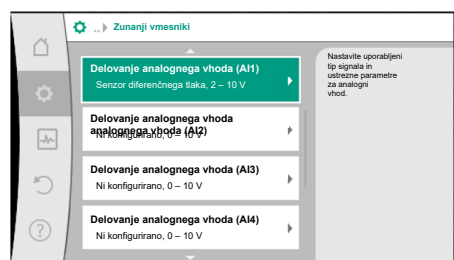 ..> Zunanji vmesniki
Delovanje analognega vhoda (AI1)
Senzor diferenčnega tlaka, 2 – 10 V
Delovanje analognega vhoda
analognega vhoda (AI2)
Ni konfigurirano, 0 – 10 V
Delovanje analognega vhoda (AI3)
Ni konfigurirano, 0 – 10 V
Delovanje analognega vhoda (AI4)
Ni konfigurirano, 0 – 10 V
Nastavite uporabljeni
tip signala in
ustrezne parametre
za analogni
vhod.